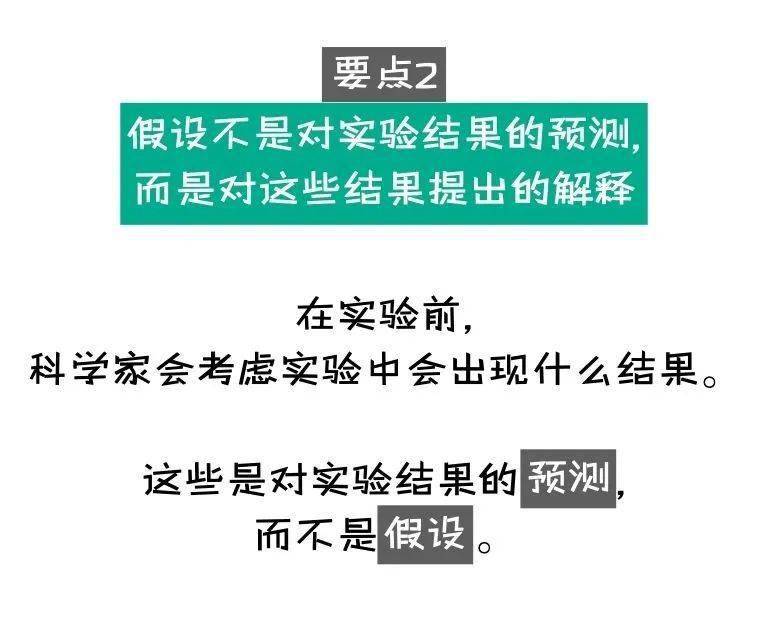 要点2
假设不是对实验结果的预测,
而是对这些结果提出的解释
在实验前,
科学家会考虑实验中会出现什么结果。
这些是对实验结果的预测,
而不是假设。